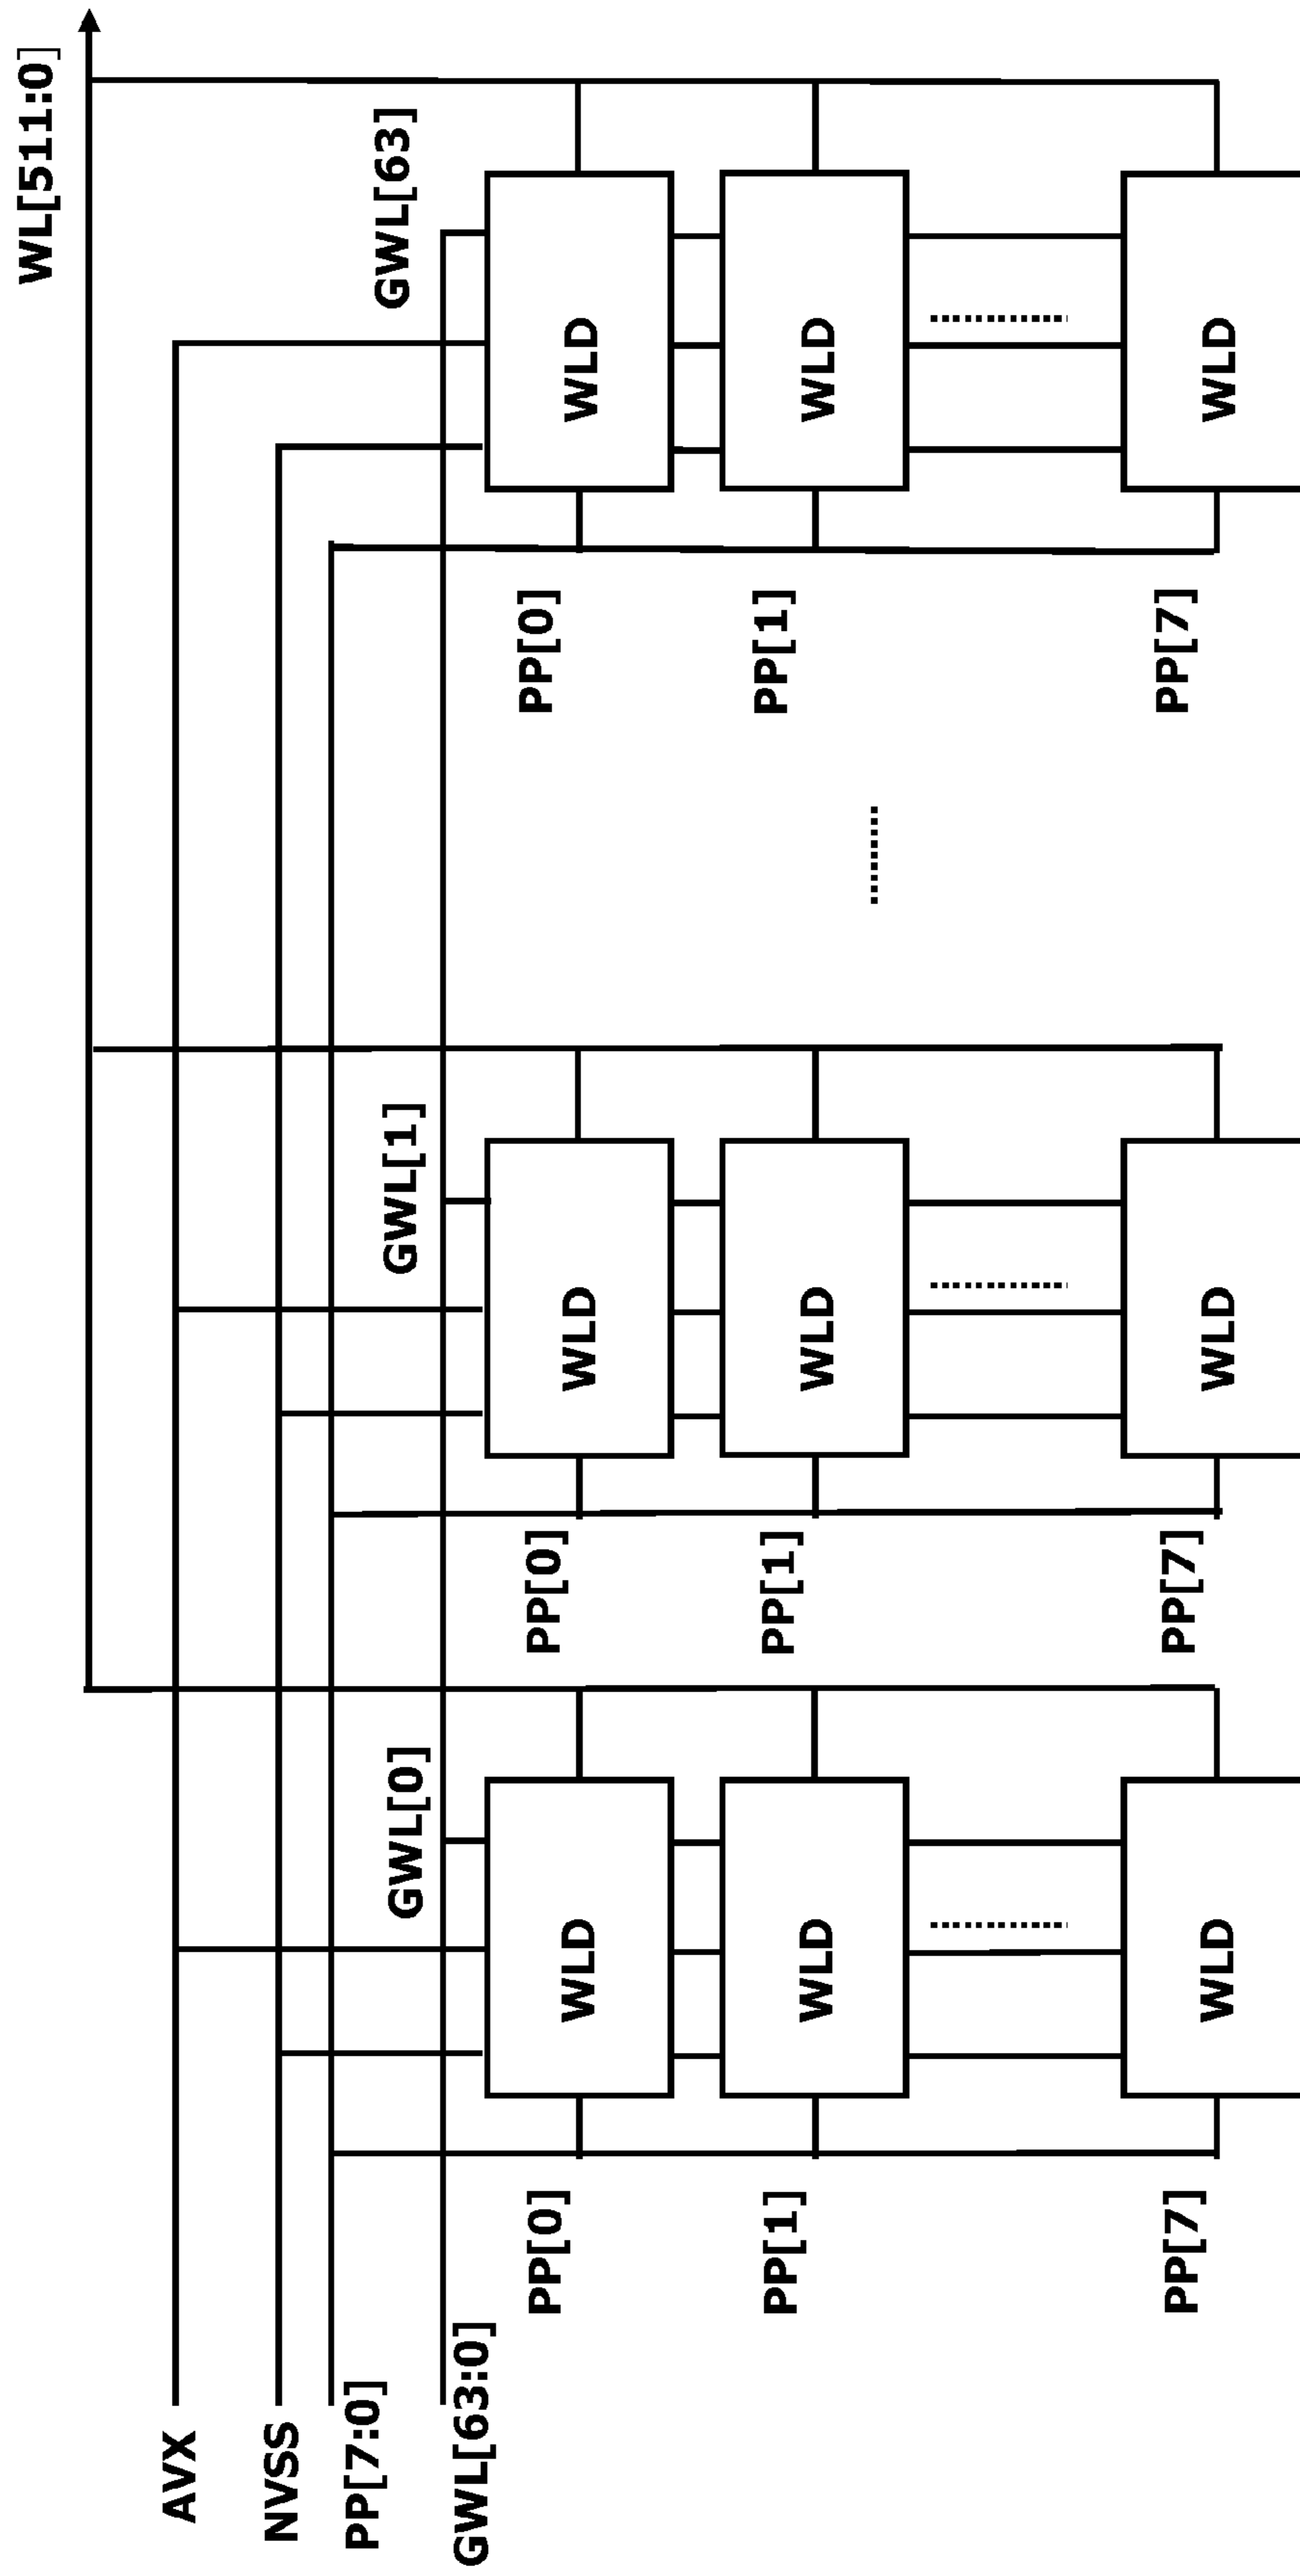 WL[511:0]
AVX
NVSS
PP[7:0]
GWL[63:0]
GWL[0]
GWL[1]
GWL[63]
PP[0]
WLD
PP[0]
WLD
PP[0]
WLD
PP[1]
WLD
PP[1]
WLD
PP[1]
WLD
PP[7]
WLD
PP[7]
WLD
PP[7]
WLD